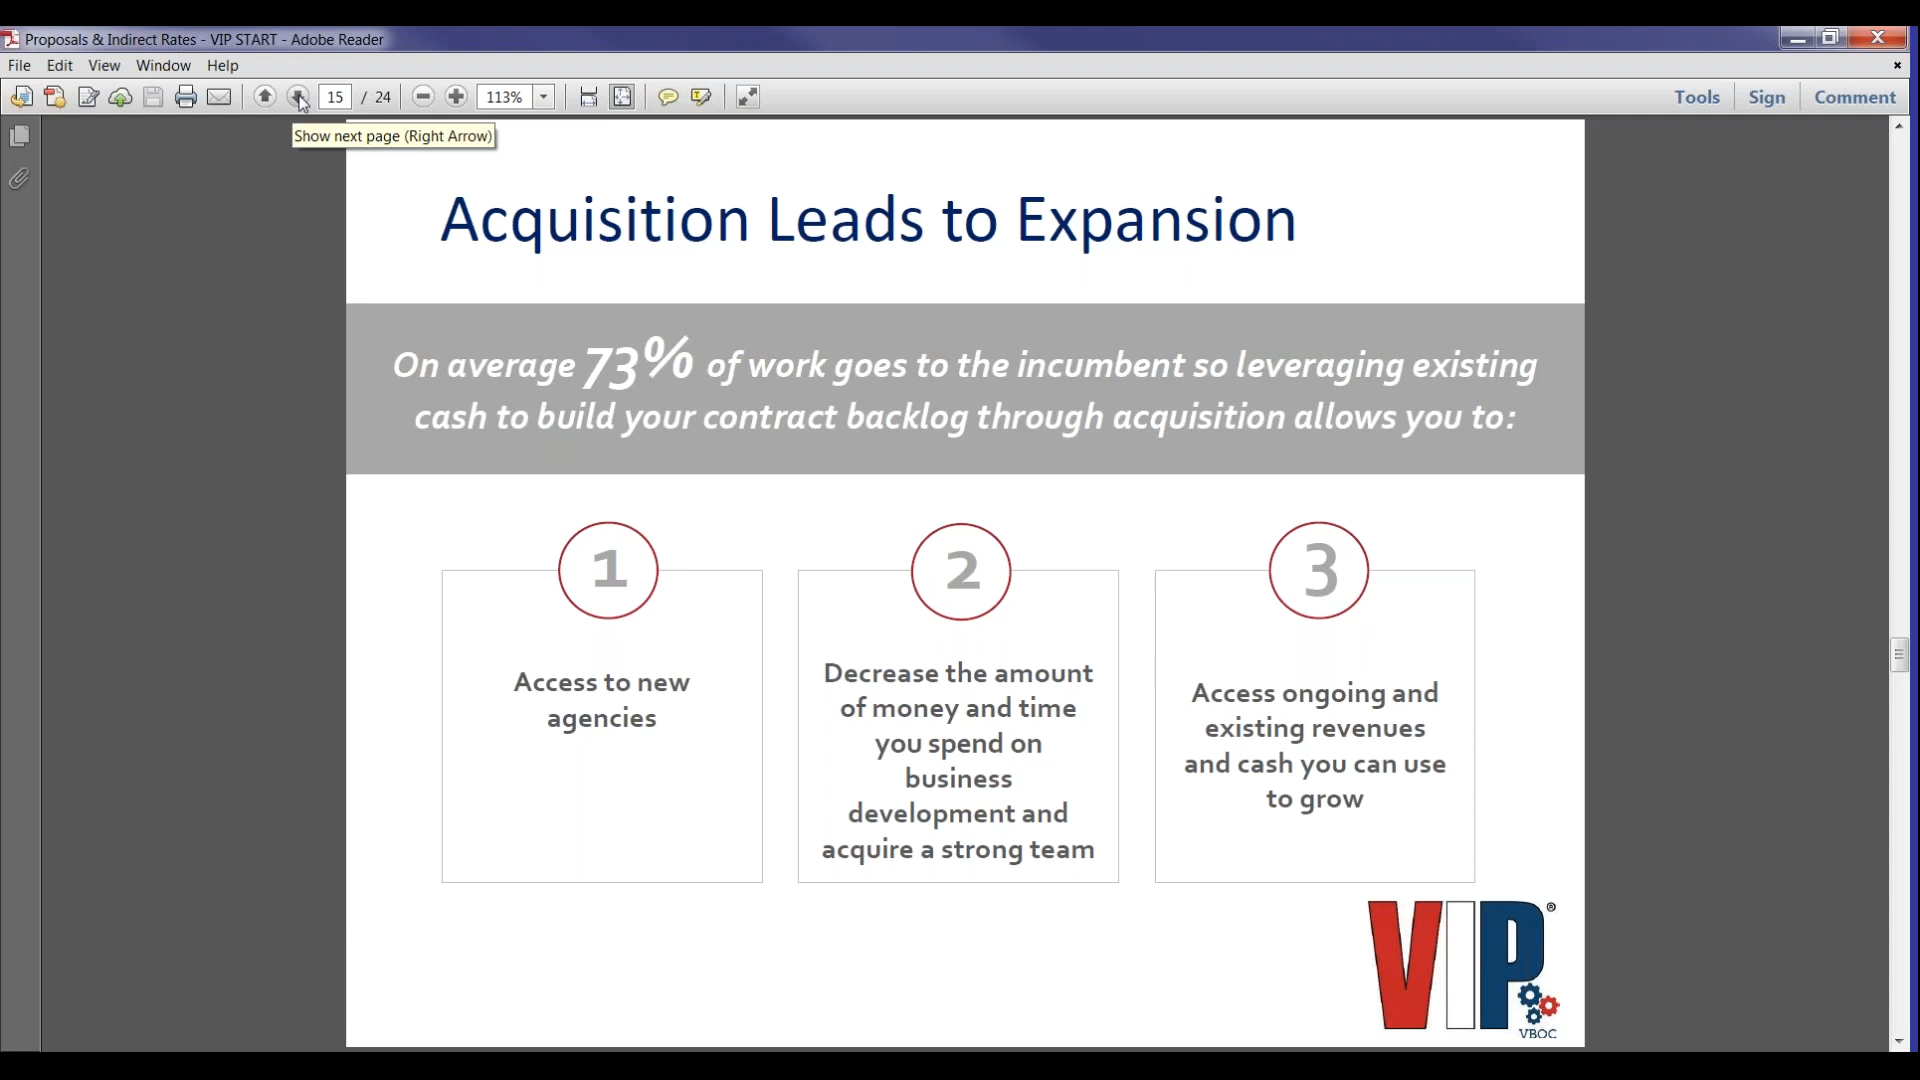 Proposals & Indirect Rates - VIP START - Adobe Reader
File Edit View Window Help
15 / 24 113% Tools Sign Comment
Show next page (Right Arrow)
Acquisition Leads to Expansion
On average 73% of work goes to the incumbent so leveraging existing
cash to build your contract backlog through acquisition allows you to:
1
Access to new
agencies
2
Decrease the amount
of money and time
you spend on
business
development and
acquire a strong team
3
Access ongoing and
existing revenues
and cash you can use
to grow
VIP®
VBOC